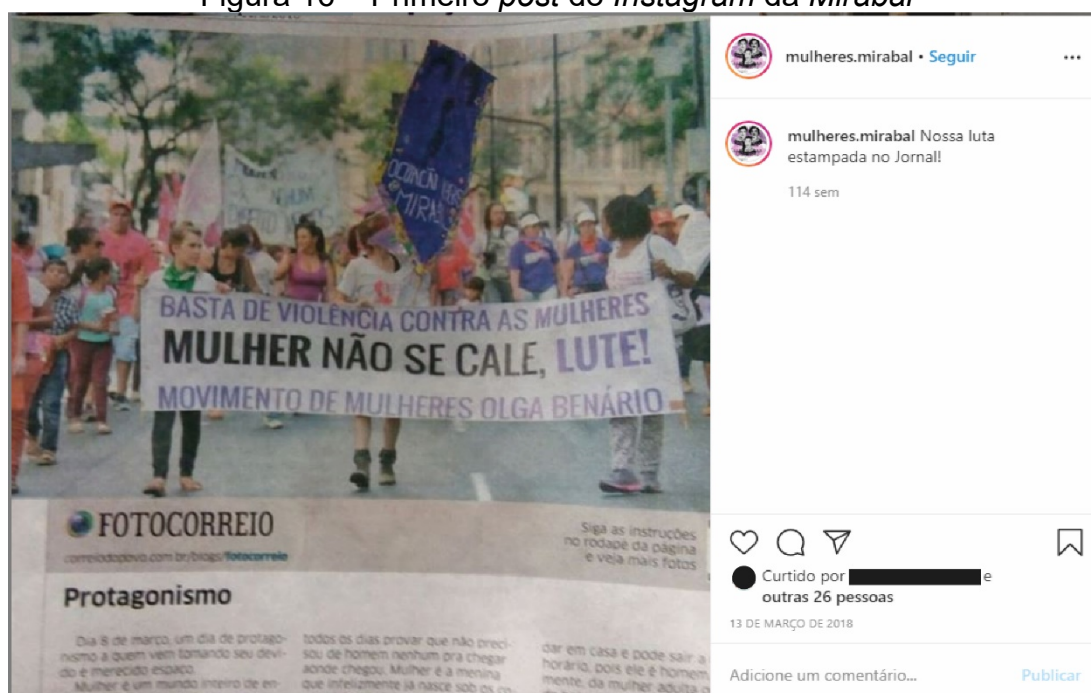 Figura 10 – Primeiro post do Instagram da Mirabal
mulheres.mirabal • Seguir
mulheres.mirabal Nossa luta
estampada no Jornal!
114 sem
MIRABAL
BASTA DE VIOLÊNCIA CONTRA AS MULHERES
MULHER NÃO SE CALE, LUTE!
MOVIMENTO DE MULHERES OLGA BENÁRIO
FOTOCORREIO
correiodopovo.com.br/blogs/fotocorreio
Siga as instruções
no rodapé da página
e veja mais fotos
Protagonismo
Dia 8 de março, um dia de protago-
nismo a quem vem tomando seu devi-
do e merecido espaço.
Mulher é um mundo inteiro de en-
todos os dias provar que não preci-
sou de homem nenhum pra chegar
aonde chegou. Mulher é a menina
que infelizmente já nasce sob os
dar em casa e pode sair a
horário, pois ele é homem
mente, da mulher adulta
Curtido por
e
outras 26 pessoas
13 DE MARÇO DE 2018
Adicione um comentário...
Publicar